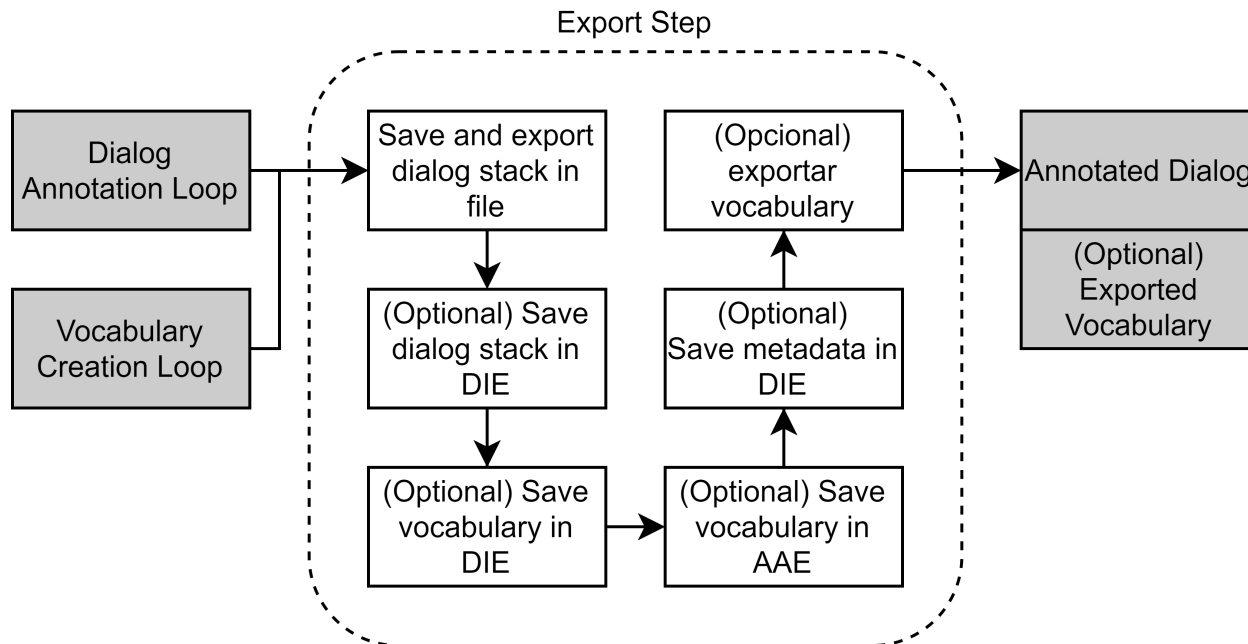 Export Step
Dialog
Annotation Loop
Vocabulary
Creation Loop
Save and export
dialog stack in
file
(Optional) Save
dialog stack in
DIE
(Optional) Save
vocabulary in
DIE
(Optional) Save
vocabulary in
AAE
(Optional)
Save metadata in
DIE
(Opcional)
exportar
vocabulary
Annotated Dialog
(Optional)
Exported
Vocabulary